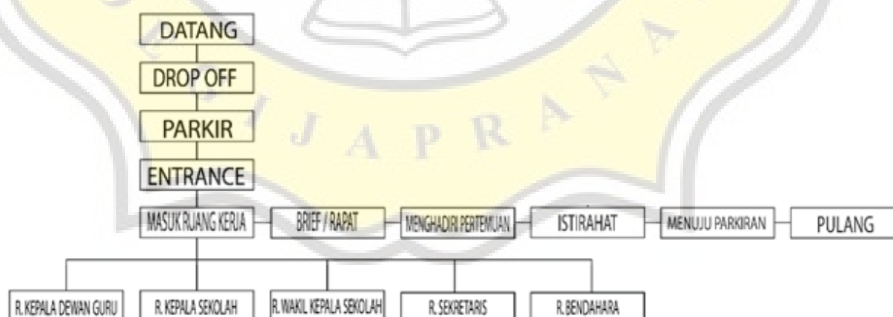 DATANG
DROP OFF
PARKIR
J A P R A N A
ENTRANCE
MASUK RUANG KERJA BRIEF / RAPAT MENGHADIRI PERTEMUAN ISTIRAHAT MENUJU PARKIRAN PULANG
R. KEPALA DEWAN GURU R. KEPALA SEKOLAH R. WAKIL KEPALA SEKOLAH R. SEKRETARIS R. BENDAHARA